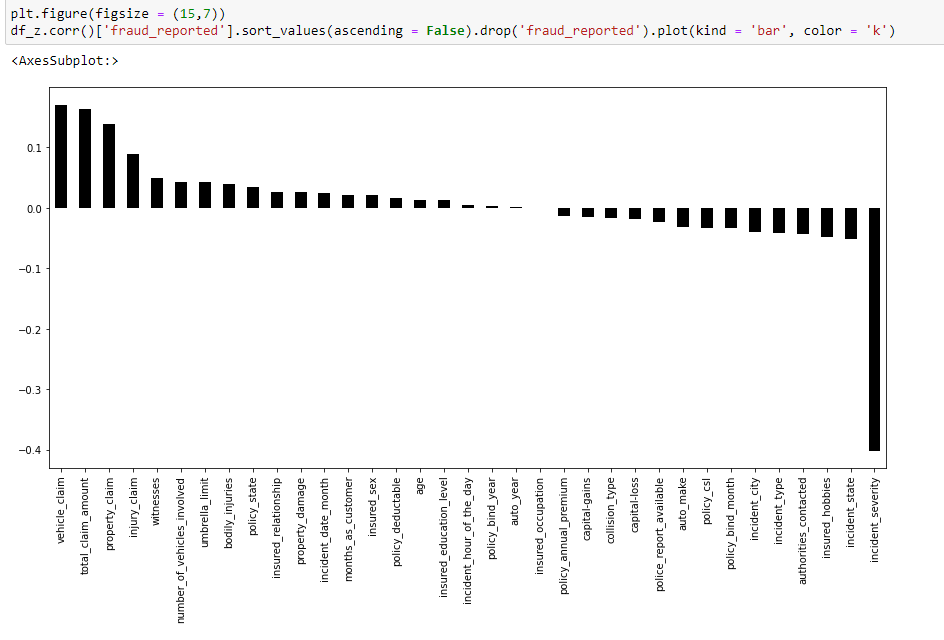 plt.figure(figsize = (15,7))
df_z.corr()['fraud_reported'].sort_values(ascending = False).drop('fraud_reported').plot(kind = 'bar', color = 'k')
<AxesSubplot:>
0.1
0.0
−0.1
−0.2
−0.3
−0.4
vehicle_claim
total_claim_amount
property_claim
injury_claim
witnesses
number_of_vehicles_involved
umbrella_limit
bodily_injuries
policy_state
insured_relationship
property_damage
incident_date_month
months_as_customer
insured_sex
policy_deductable
age
insured_education_level
incident_hour_of_the_day
policy_bind_year
auto_year
insured_occupation
policy_annual_premium
capital-gains
collision_type
capital-loss
police_report_available
auto_make
policy_csl
policy_bind_month
incident_city
incident_type
authorities_contacted
insured_hobbies
incident_state
incident_severity